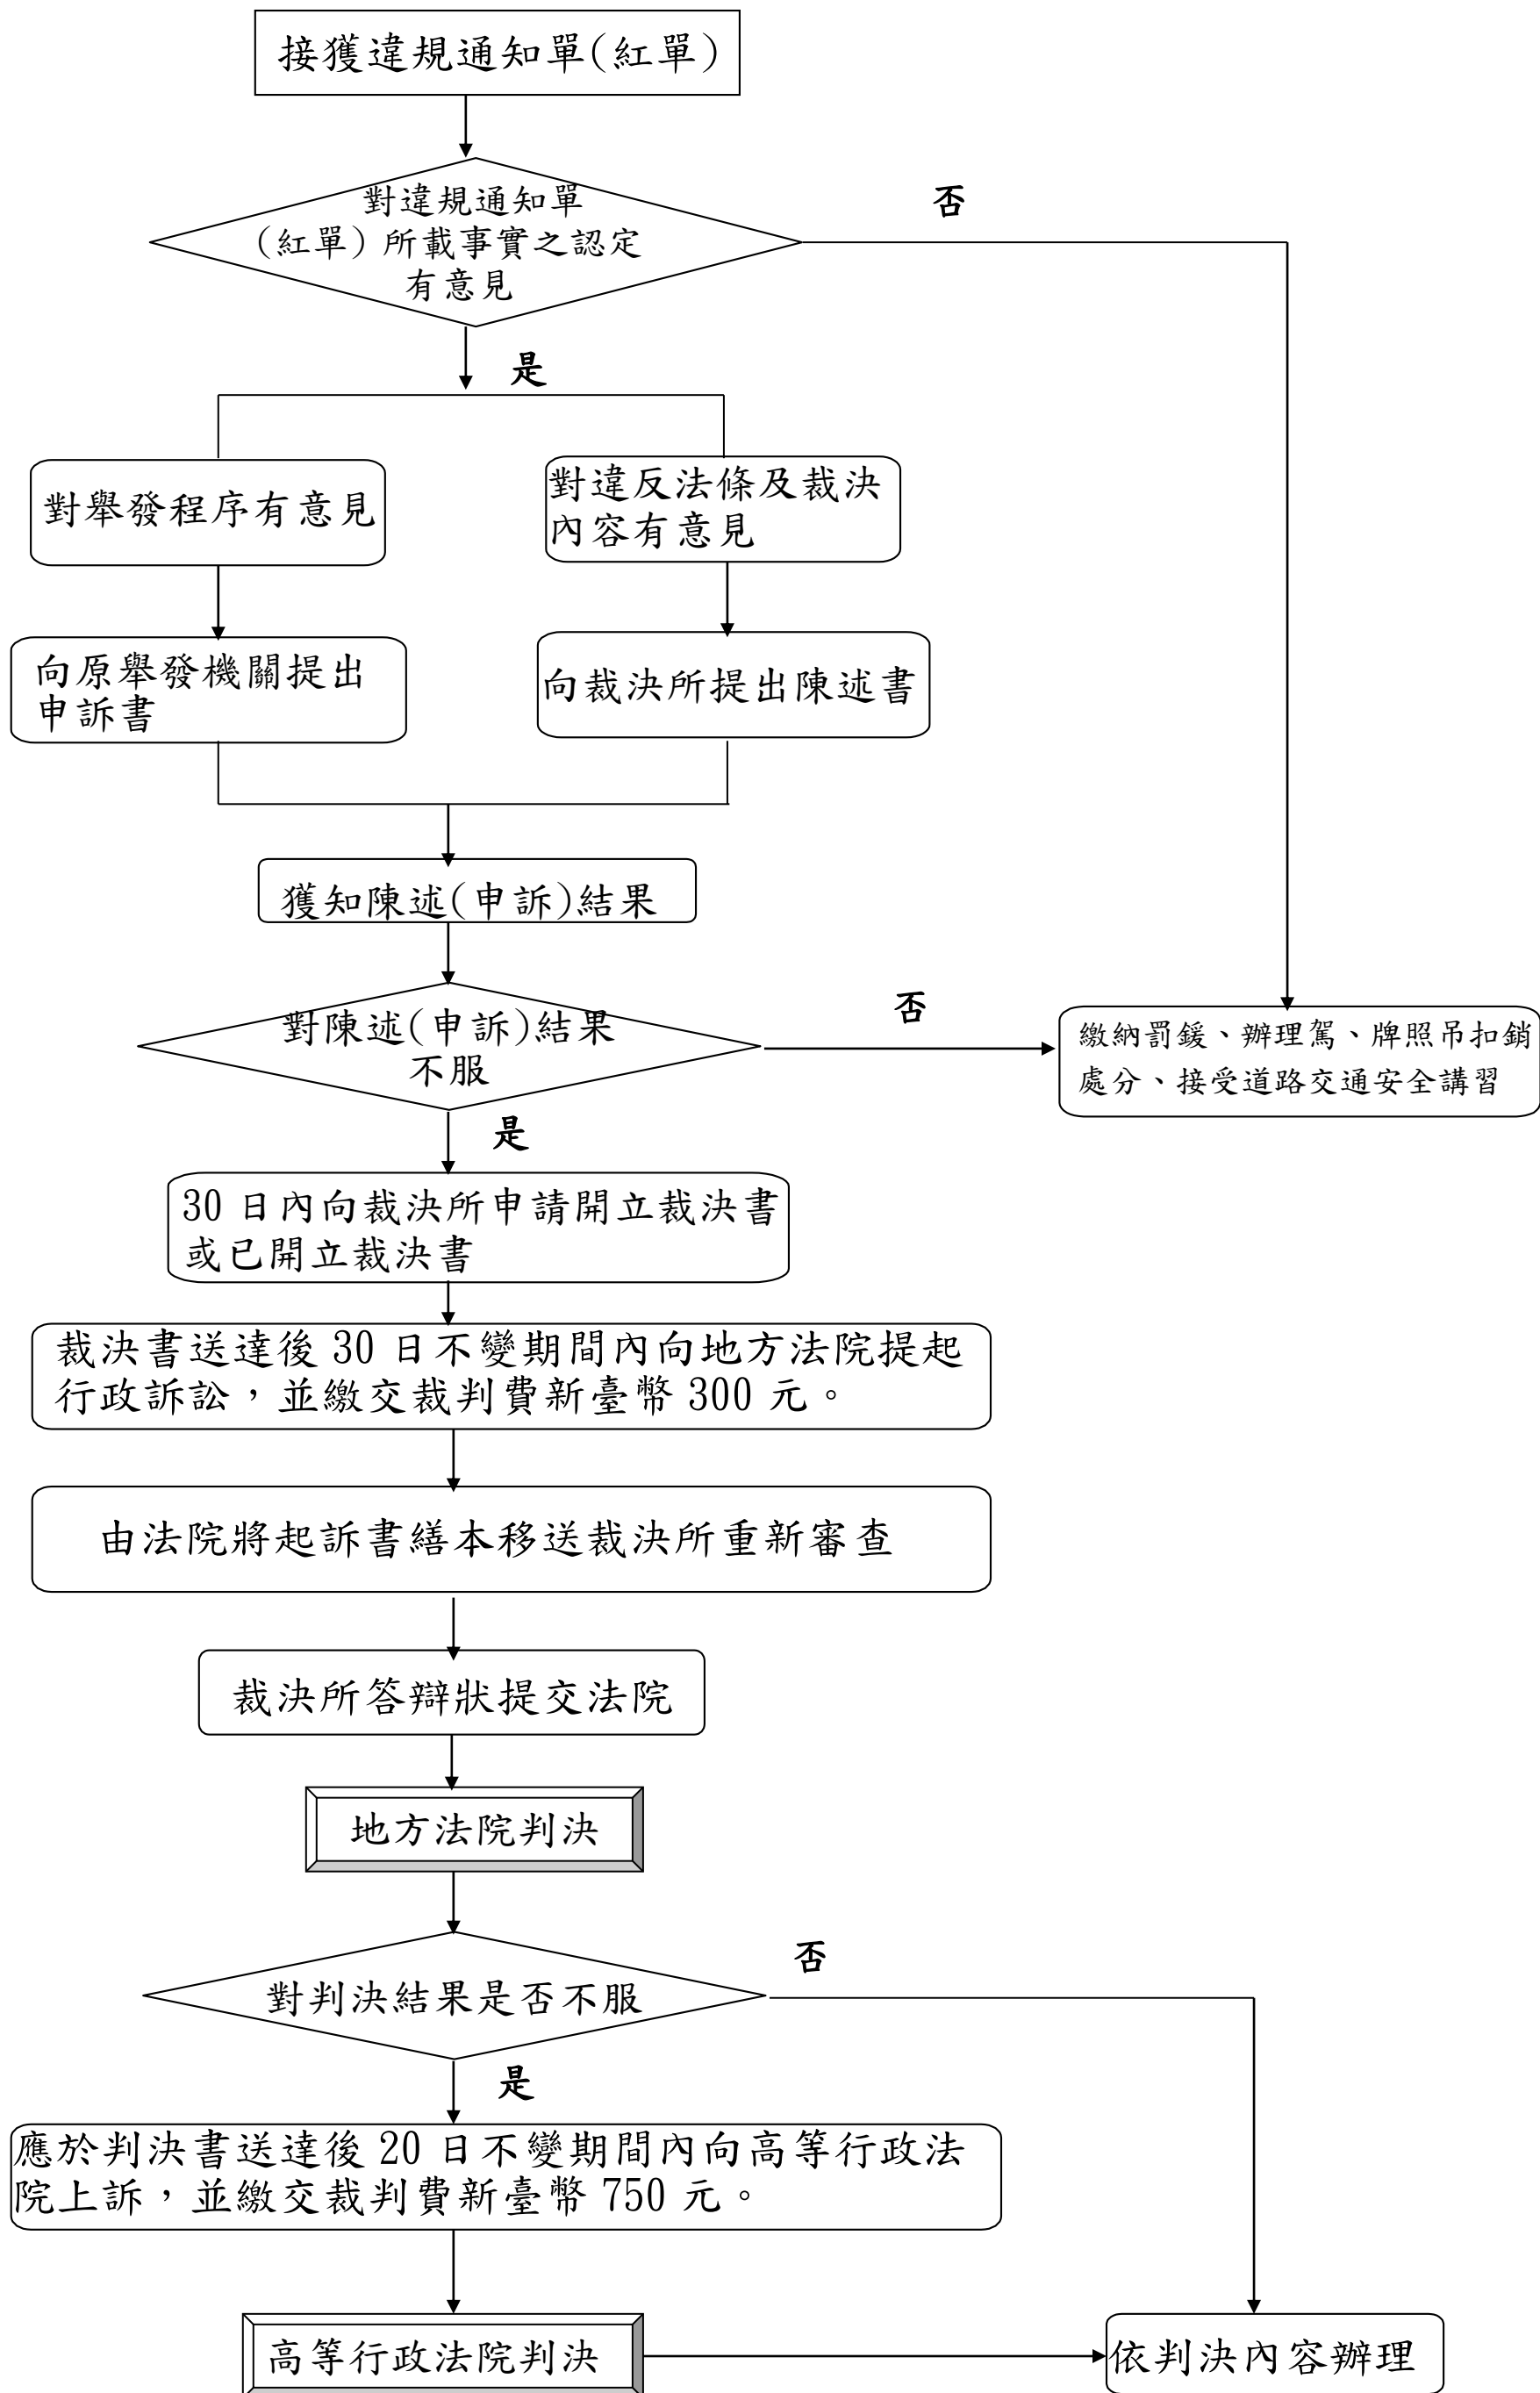 接獲違規通知單(紅單)
對違規通知單
(紅單) 所載事實之認定
有意見
否
是
對舉發程序有意見
對違反法條及裁決
內容有意見
向原舉發機關提出
申訴書
向裁決所提出陳述書
獲知陳述(申訴)結果
對陳述(申訴)結果
不服
否
繳納罰鍰、辦理駕、牌照吊扣銷
處分、接受道路交通安全講習
是
30 日內向裁決所申請開立裁決書
或已開立裁決書
裁決書送達後 30 日不變期間內向地方法院提起
行政訴訟，並繳交裁判費新臺幣 300 元。
由法院將起訴書繕本移送裁決所重新審查
裁決所答辯狀提交法院
地方法院判決
否
對判決結果是否不服
是
應於判決書送達後 20 日不變期間內向高等行政法
院上訴，並繳交裁判費新臺幣 750 元。
高等行政法院判決
依判決內容辦理